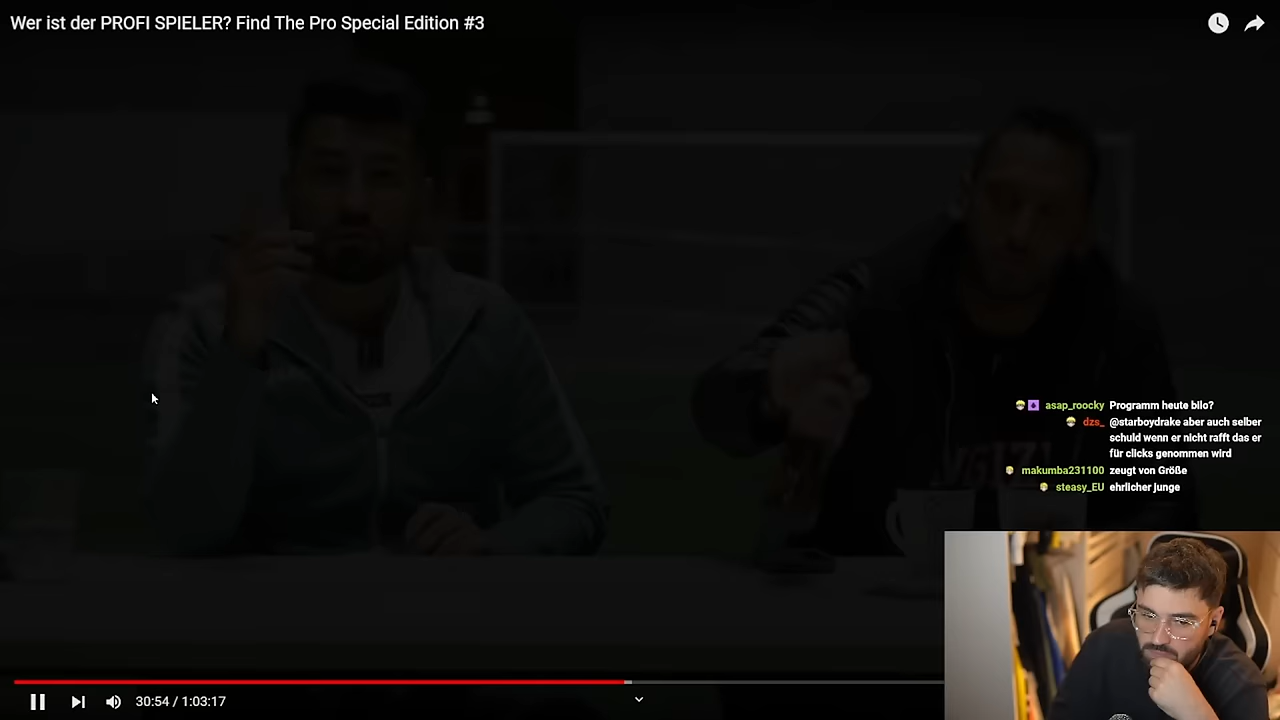 Wer ist der PROFI SPIELER? Find The Pro Special Edition #3
asap_roocky Programm heute bilo?
dzs_ @starboydrake aber auch selber
schuld wenn er nicht rafft das er
für clicks genommen wird
makumba231100 zeugt von Größe
steasy_EU ehrlicher junge
30:54 / 1:03:17